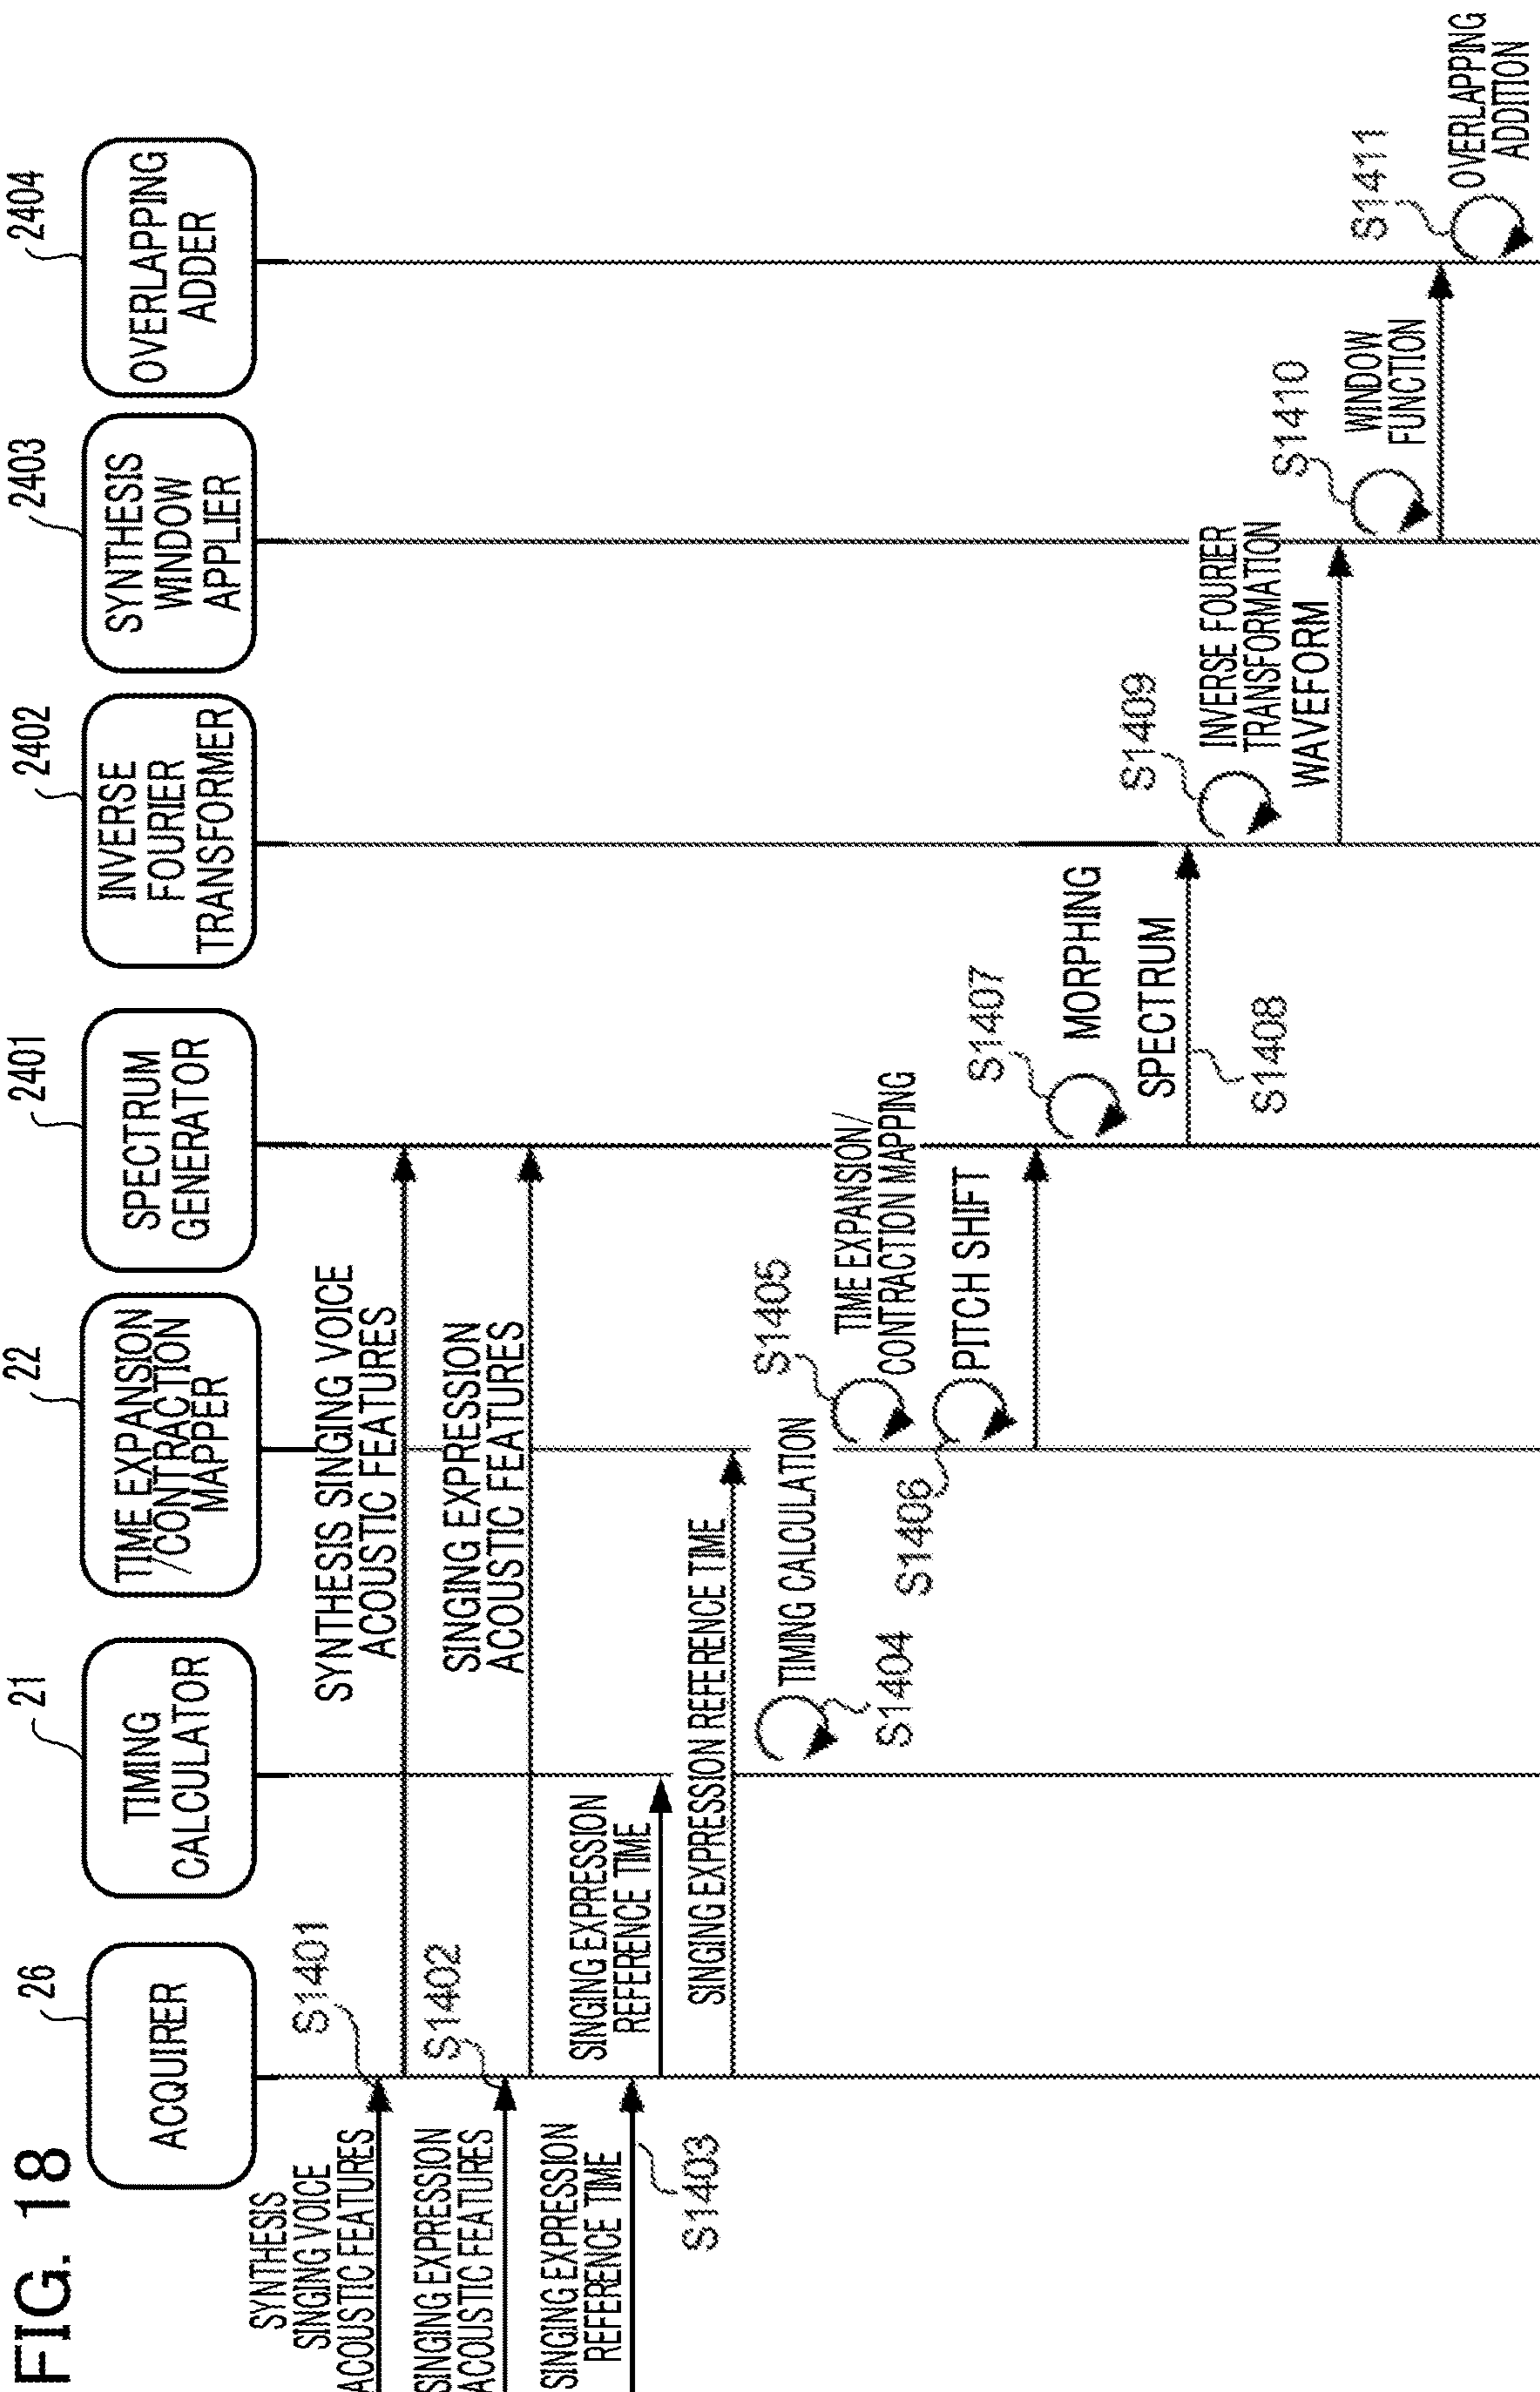 FIG. 18
26
ACQUIRER
21
TIMING
CALCULATOR
22
TIME EXPANSION
/CONTRACTION
MAPPER
2401
SPECTRUM
GENERATOR
2402
INVERSE
FOURIER
TRANSFORMER
2403
SYNTHESIS
WINDOW
APPLIER
2404
OVERLAPPING
ADDER
SYNTHESIS
SINGING VOICE
ACOUSTIC FEATURES
S1401
SYNTHESIS SINGING VOICE
ACOUSTIC FEATURES
SINGING EXPRESSION
ACOUSTIC FEATURES
S1402
SINGING EXPRESSION
ACOUSTIC FEATURES
SINGING EXPRESSION
REFERENCE TIME
S1403
SINGING EXPRESSION
REFERENCE TIME
SINGING EXPRESSION REFERENCE TIME
TIMING CALCULATION
S1404
S1405
TIME EXPANSION/
CONTRACTION MAPPING
S1406
PITCH SHIFT
S1407
MORPHING
SPECTRUM
S1408
S1409
INVERSE FOURIER
TRANSFORMATION
WAVEFORM
S1410
WINDOW
FUNCTION
S1411
OVERLAPPING
ADDITION